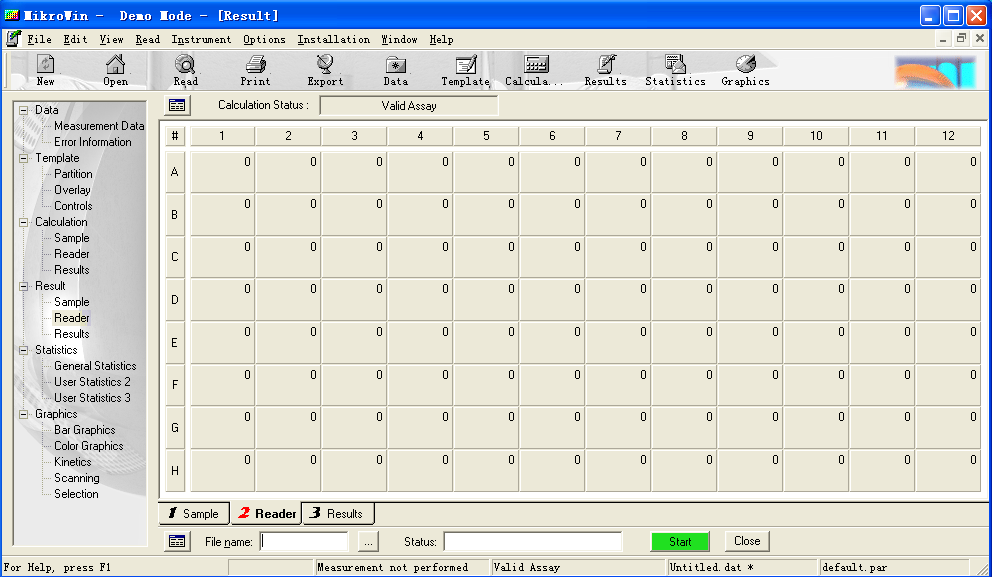 MikroWin -  Demo Mode - [Result]
File Edit View Read Instrument Options Installation Window Help
New Open Read Print Export Data Template Calcula... Results Statistics Graphics
Calculation Status : Valid Assay
Data
Measurement Data
Error Information
Template
Partition
Overlay
Controls
Calculation
Sample
Reader
Results
Result
Sample
Reader
Results
Statistics
General Statistics
User Statistics 2
User Statistics 3
Graphics
Bar Graphics
Color Graphics
Kinetics
Scanning
Selection
# 1 2 3 4 5 6 7 8 9 10 11 12
A 0 0 0 0 0 0 0 0 0 0 0 0
B 0 0 0 0 0 0 0 0 0 0 0 0
C 0 0 0 0 0 0 0 0 0 0 0 0
D 0 0 0 0 0 0 0 0 0 0 0 0
E 0 0 0 0 0 0 0 0 0 0 0 0
F 0 0 0 0 0 0 0 0 0 0 0 0
G 0 0 0 0 0 0 0 0 0 0 0 0
H 0 0 0 0 0 0 0 0 0 0 0 0
1 Sample 2 Reader 3 Results
File name: ... Status: Start Close
For Help, press F1 Measurement not performed Valid Assay Untitled.dat * default.par